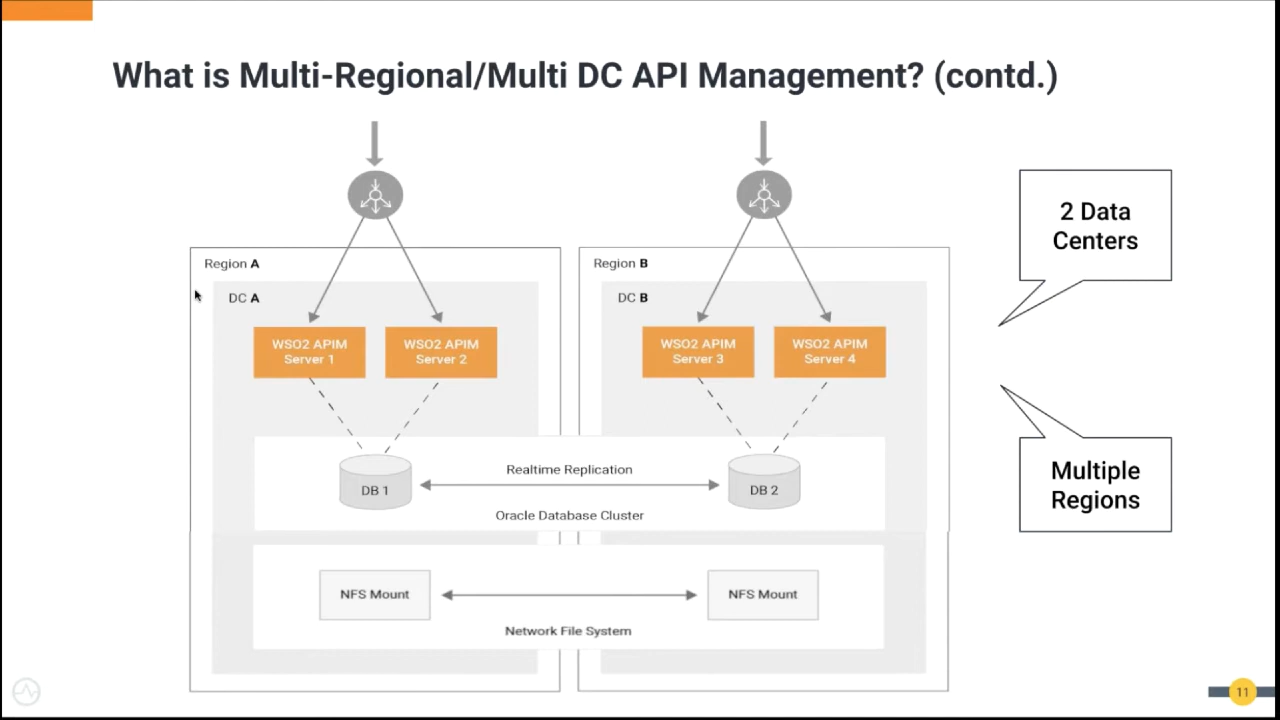 What is Multi-Regional/Multi DC API Management? (contd.)
2 Data
Centers
Region A
Region B
DC A
DC B
WSO2 APIM
Server 1
WSO2 APIM
Server 2
WSO2 APIM
Server 3
WSO2 APIM
Server 4
Realtime Replication
DB 1
DB 2
Oracle Database Cluster
Multiple
Regions
NFS Mount
NFS Mount
Network File System
11